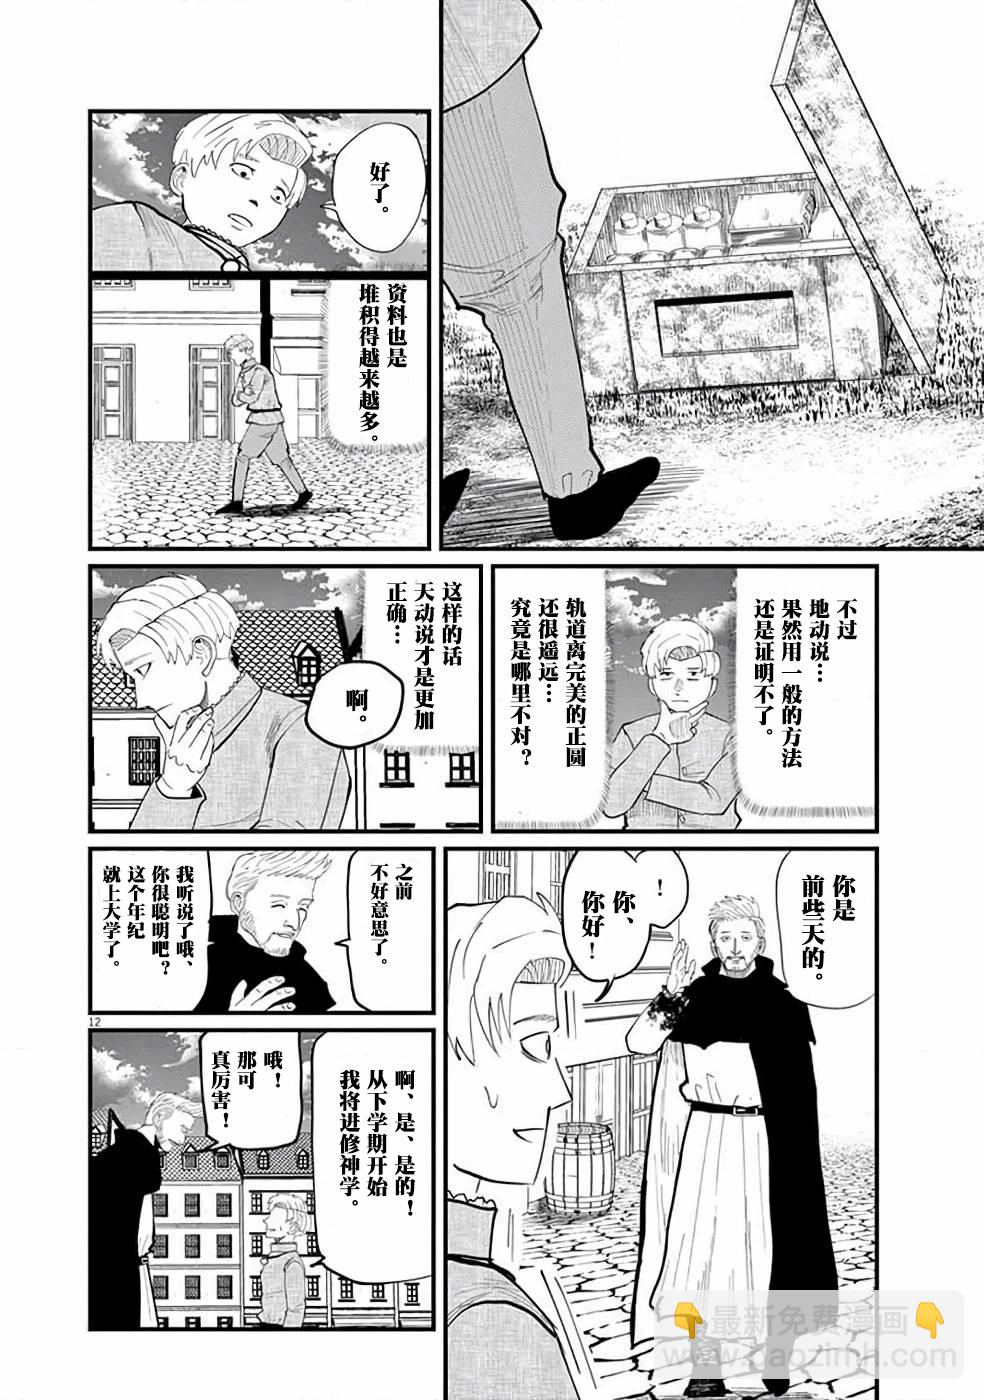 好了。
资料也是
堆积得越来越多。
不过
地动说…
果然用一般的方法
还是证明不了。
轨道离完美的正圆
还很遥远…
究竟是哪里不对？
这样的话
天动说才是更加
正确…
啊。
你是
前些天的。
！
你、
你好！
之前
不好意思了。
我听说了哦、
你很聪明吧？
这个年纪
就上大学了。
啊、是、是的！
从下学期开始
我将进修神学。
哦！
那可
真厉害！
12
👇最新免费漫画👇
baozimh.com